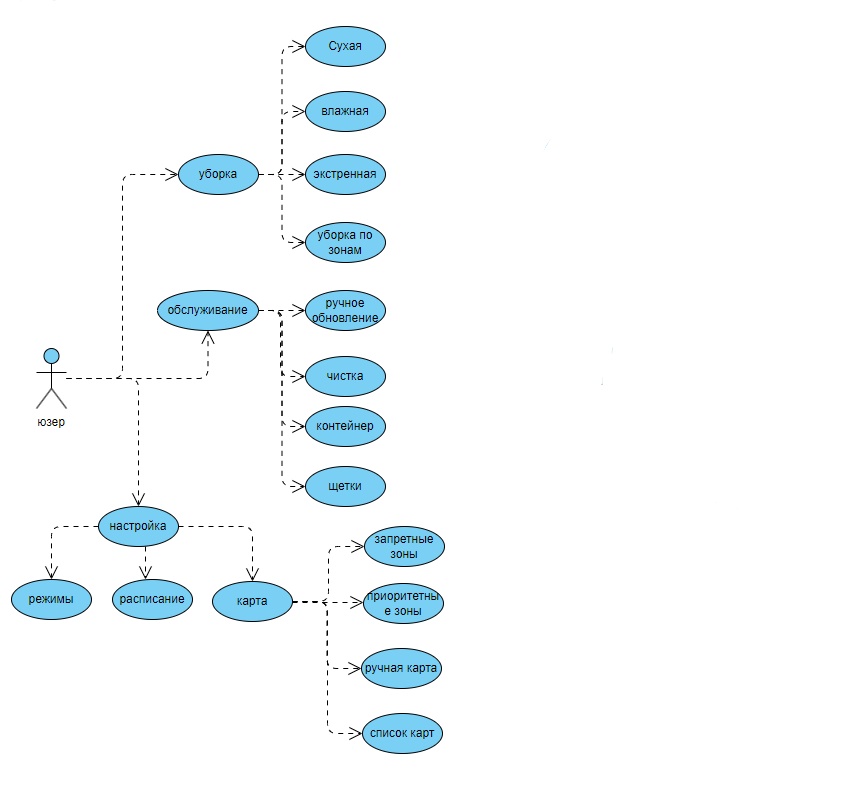 Сухая
влажная
уборка
экстренная
уборка по
зонам
обслуживание
ручное
обновление
чистка
юзер
контейнер
щетки
настройка
запретные
зоны
режимы
расписание
карта
приоритетны
е зоны
ручная карта
список карт